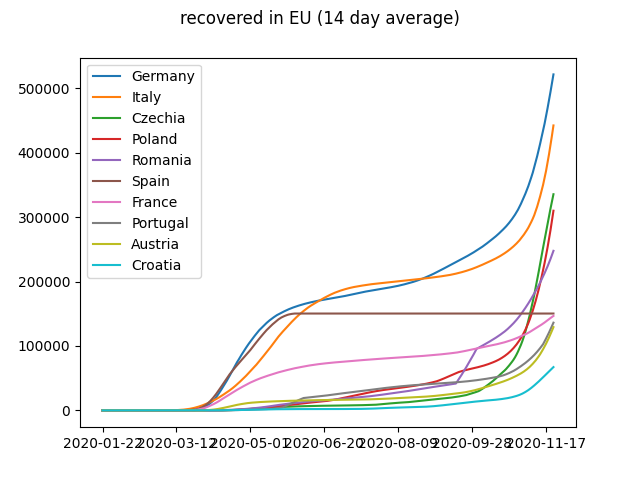 recovered in EU (14 day average)
Germany
Italy
Czechia
Poland
Romania
Spain
France
Portugal
Austria
Croatia
500000
400000
300000
200000
100000
0
2020-01-22 2020-03-12 2020-05-01 2020-06-20 2020-08-09 2020-09-28 2020-11-17